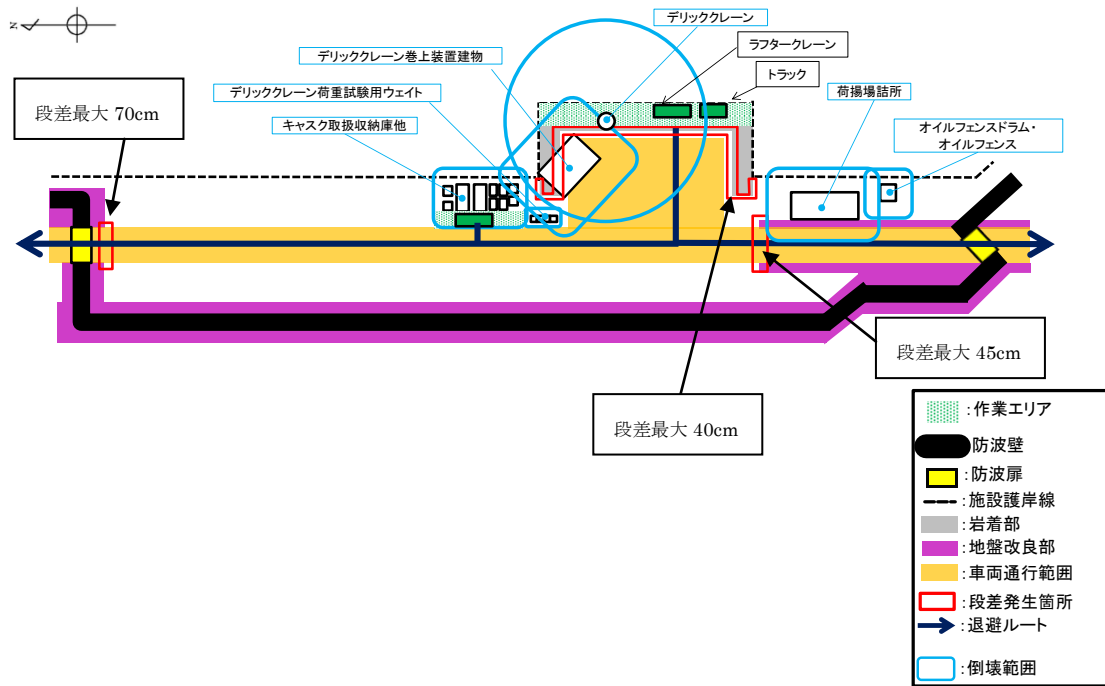 N
デリッククレーン
ラフタークレーン
デリッククレーン巻上装置建物
トラック
段差最大 70cm
デリッククレーン荷重試験用ウェイト
荷揚場詰所
キャスク取扱収納庫他
オイルフェンスドラム・
オイルフェンス
段差最大 45cm
段差最大 40cm
:作業エリア
防波壁
:防波扉
:施設護岸線
:岩着部
:地盤改良部
:車両通行範囲
:段差発生箇所
:退避ルート
:倒壊範囲